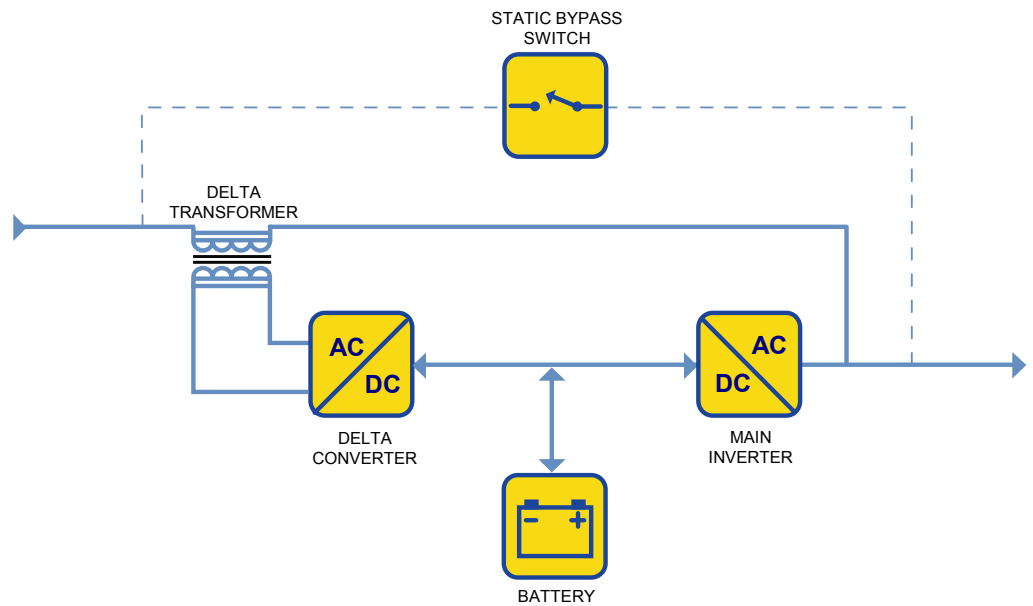 STATIC BYPASS
SWITCH
DELTA
TRANSFORMER
AC
DC
AC
DC
DELTA
CONVERTER
MAIN
INVERTER
- +
BATTERY